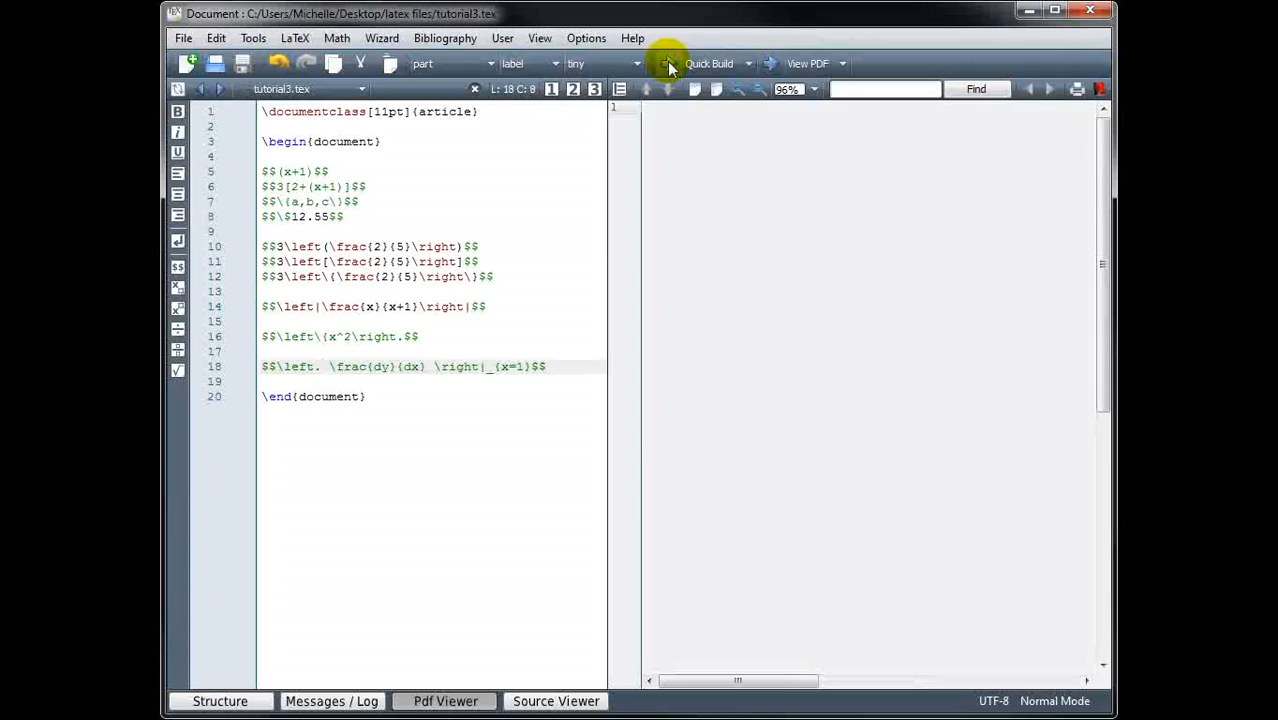 Document : C:/Users/Michelle/Desktop/latex files/tutorial3.tex
File Edit Tools LaTeX Math Wizard Bibliography User View Options Help
part label tiny Quick Build View PDF
tutorial3.tex L: 18 C: 8 1 2 3 96% Find
1 \documentclass[11pt]{article}
2
3 \begin{document}
4
5 $$(x+1)$$
6 $$3[2+(x+1)]$$
7 $$\{a,b,c\}$$
8 $$\$12.55$$
9
10 $$3\left(\frac{2}{5}\right)$$
11 $$3\left[\frac{2}{5}\right]$$
12 $$3\left\{\frac{2}{5}\right\}$$
14 $$\left|\frac{x}{x+1}\right|$$
15
16 $$\left\{x^2\right.$$
17
18 $$\left. \frac{dy}{dx} \right|_{x=1}$$
19
20 \end{document}
1
B
i
U
$$
Structure Messages / Log Pdf Viewer Source Viewer UTF-8 Normal Mode